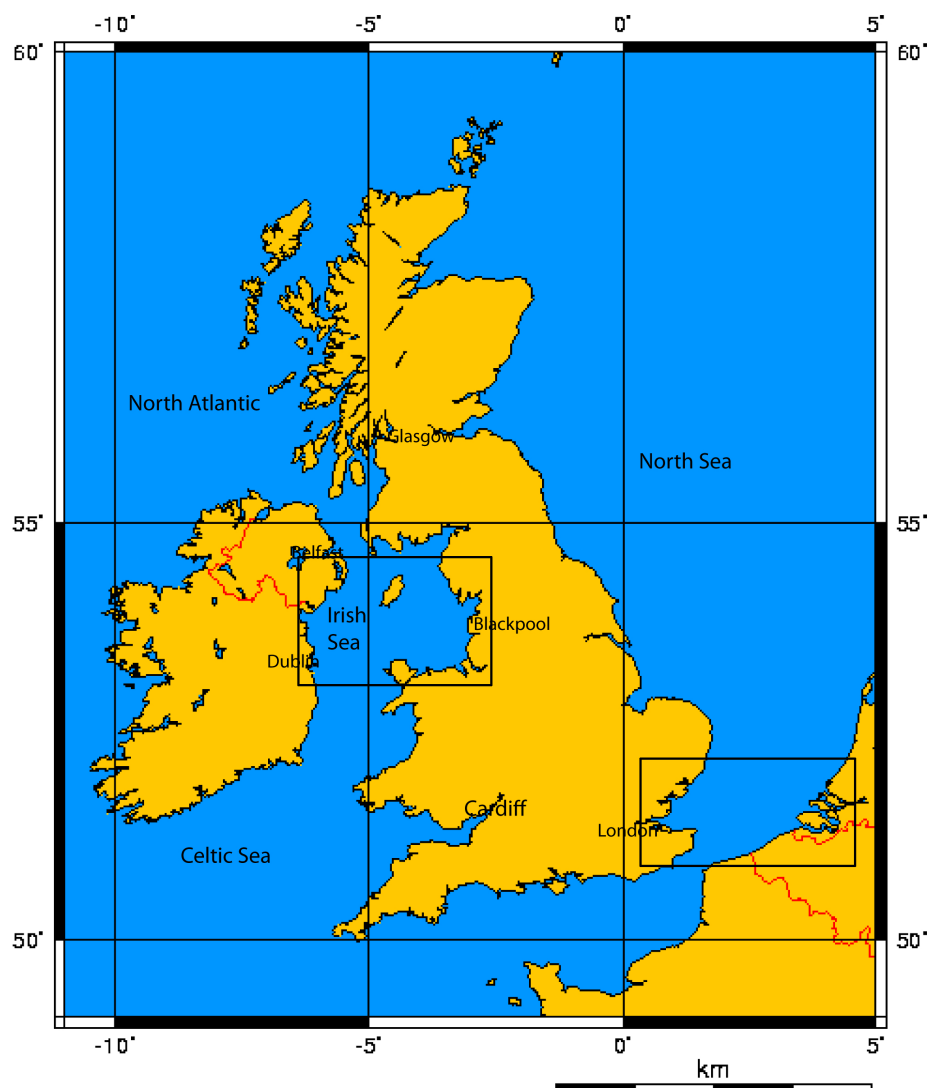 -10° -5° 0° 5°
60° 60°
North Atlantic
Glasgow
North Sea
55° 55°
Belfast
Irish
Sea
Blackpool
Dublin
Cardiff
London
Celtic Sea
50° 50°
-10° -5° 0° 5°
km